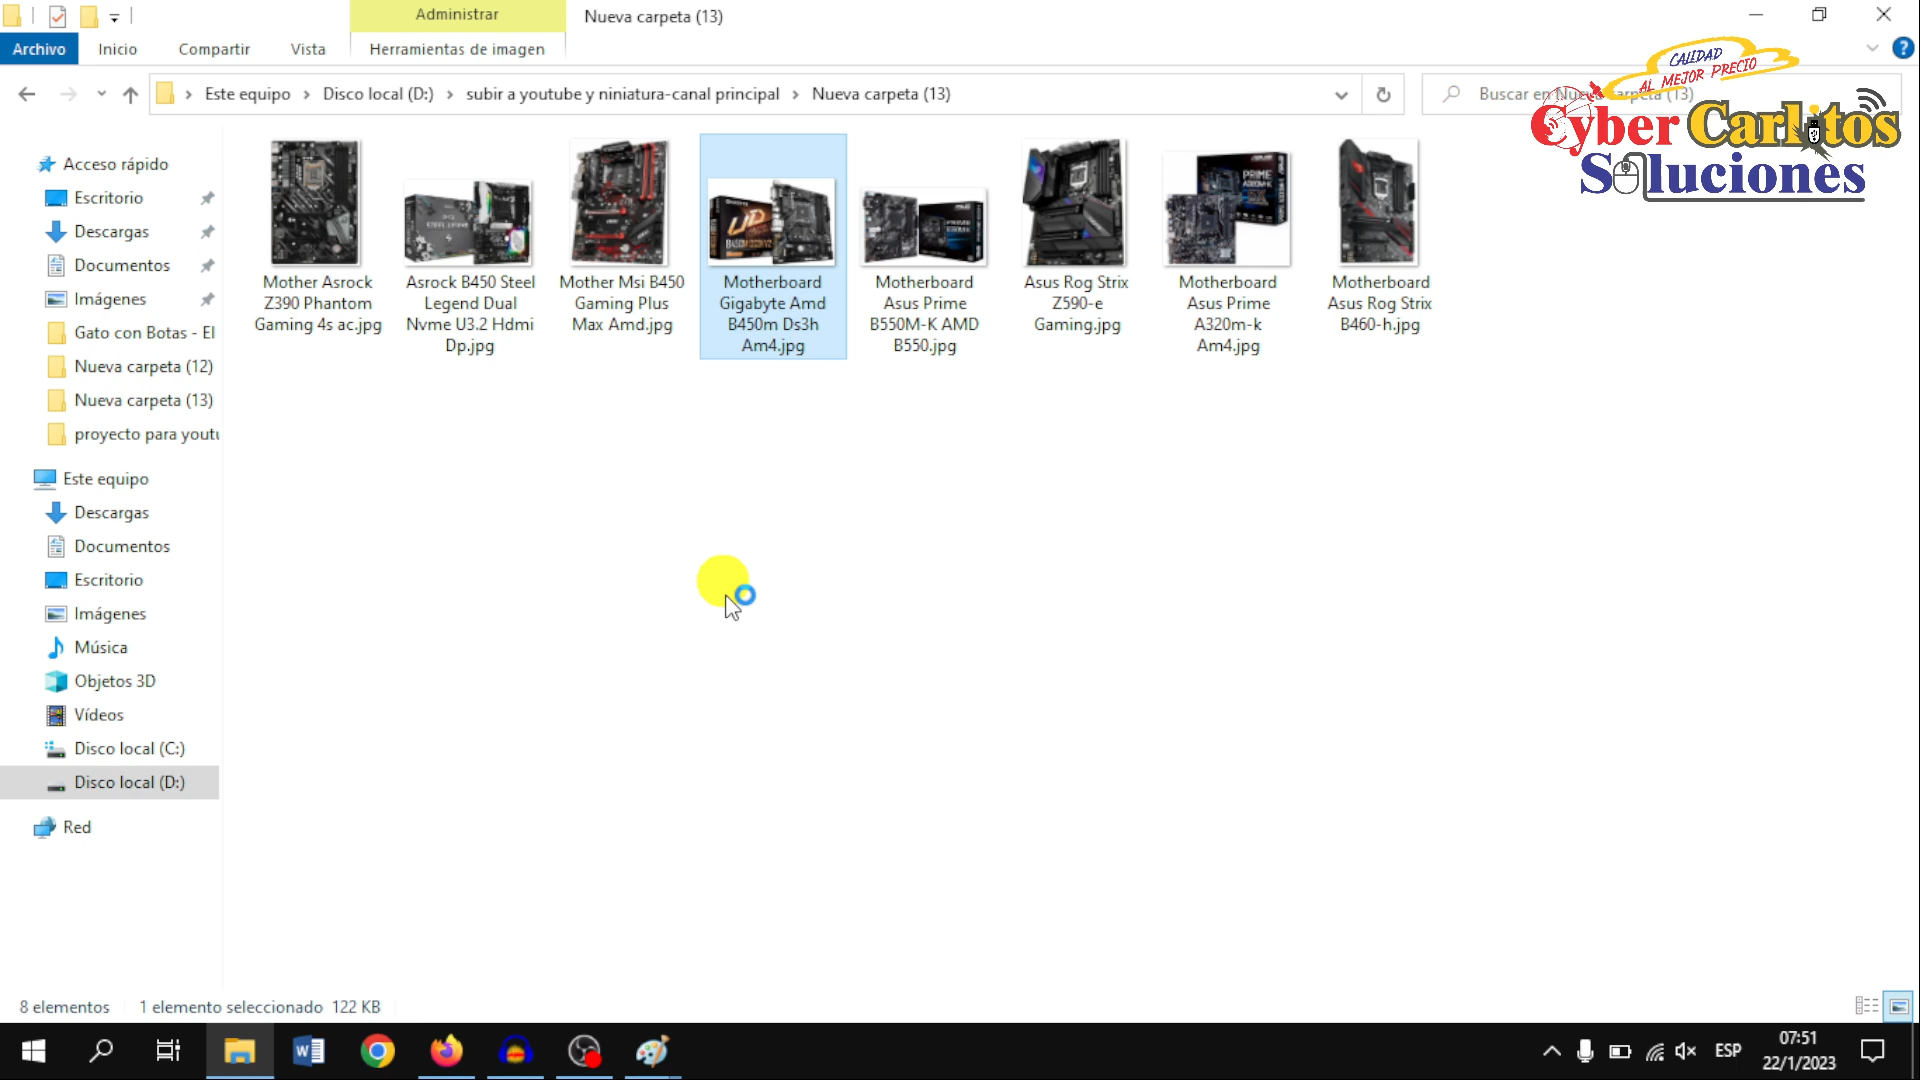 Administrar
Nueva carpeta (13)
Archivo
Inicio
Compartir
Vista
Herramientas de imagen
Este equipo
Disco local (D:)
subir a youtube y niniatura-canal principal
Nueva carpeta (13)
Buscar en Nueva carpeta (13)
CALIDAD
AL MEJOR PRECIO
Cyber Carlitos
Soluciones
Acceso rápido
Escritorio
Descargas
Documentos
Imágenes
Gato con Botas - El
Nueva carpeta (12)
Nueva carpeta (13)
proyecto para youtu
Este equipo
Descargas
Documentos
Escritorio
Imágenes
Música
Objetos 3D
Vídeos
Disco local (C:)
Disco local (D:)
Red
Mother Asrock
Z390 Phantom
Gaming 4s ac.jpg
Asrock B450 Steel
Legend Dual
Nvme U3.2 Hdmi
Dp.jpg
Mother Msi B450
Gaming Plus
Max Amd.jpg
Motherboard
Gigabyte Amd
B450m Ds3h
Am4.jpg
Motherboard
Asus Prime
B550M-K AMD
B550.jpg
Asus Rog Strix
Z590-e
Gaming.jpg
Motherboard
Asus Prime
A320m-k
Am4.jpg
Motherboard
Asus Rog Strix
B460-h.jpg
8 elementos
1 elemento seleccionado 122 KB
ESP
07:51
22/1/2023